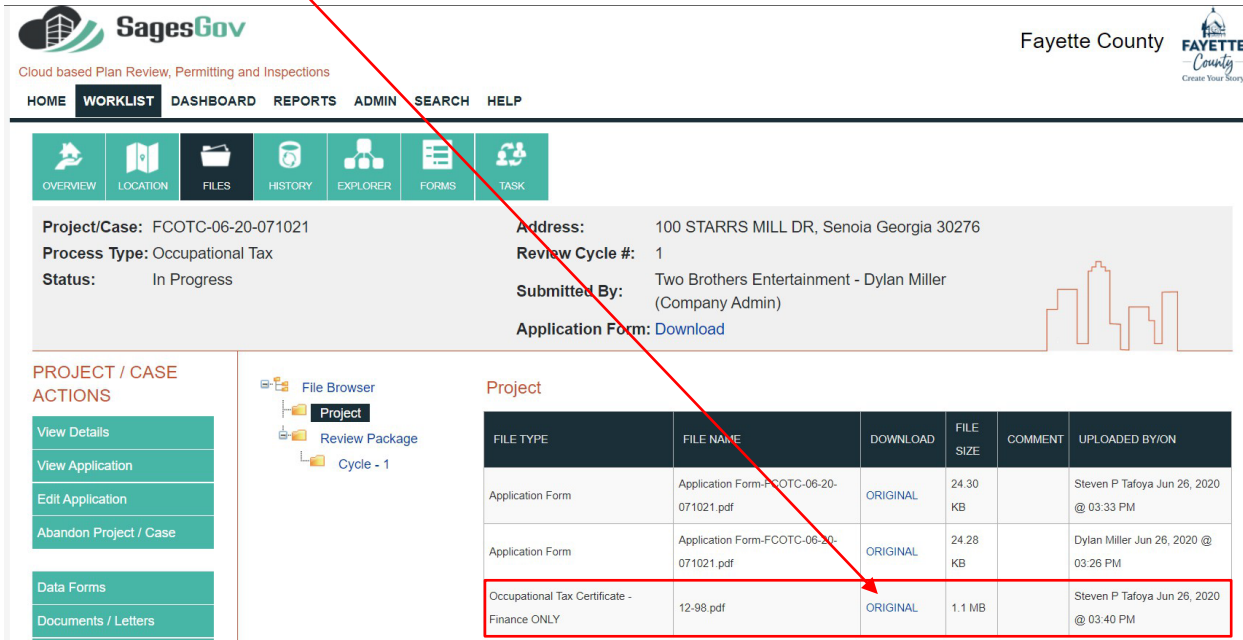 SagesGov
Fayette County
FAYETTE
County
Create Your Story
Cloud based Plan Review, Permitting and Inspections
HOME WORKLIST DASHBOARD REPORTS ADMIN SEARCH HELP
OVERVIEW LOCATION FILES HISTORY EXPLORER FORMS TASK
Project/Case: FCOTC-06-20-071021
Process Type: Occupational Tax
Status: In Progress
Address: 100 STARRS MILL DR, Senoia Georgia 30276
Review Cycle #: 1
Submitted By: Two Brothers Entertainment - Dylan Miller
(Company Admin)
Application Form: Download
PROJECT / CASE
ACTIONS
View Details
View Application
Edit Application
Abandon Project / Case
Data Forms
Documents / Letters
File Browser
Project
Review Package
Cycle - 1
Project
FILE TYPE FILE NAME DOWNLOAD FILE SIZE COMMENT UPLOADED BY/ON
Application Form Application Form-FCOTC-06-20- ORIGINAL 24.30 Steven P Tafoya Jun 26, 2020
071021.pdf KB @ 03:33 PM
Application Form Application Form-FCOTC-06-20- ORIGINAL 24.28 Dylan Miller Jun 26, 2020 @
071021.pdf KB 03:26 PM
Occupational Tax Certificate - 12-98.pdf ORIGINAL 1.1 MB Steven P Tafoya Jun 26, 2020
Finance ONLY @ 03:40 PM